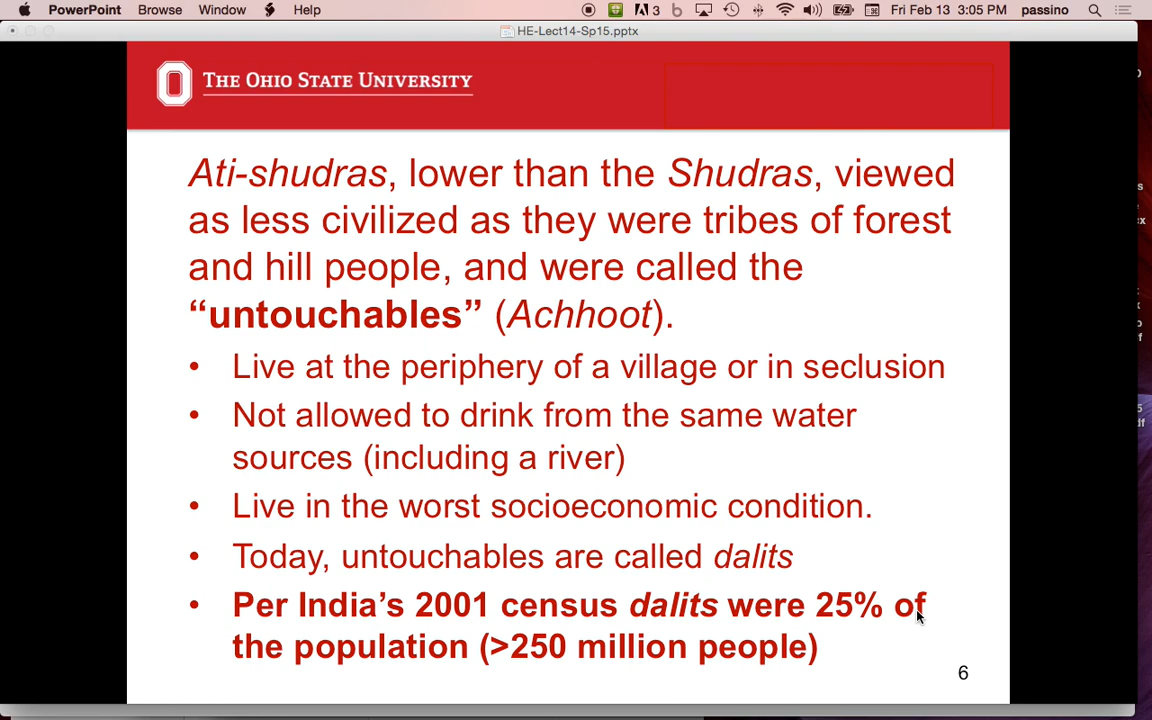 PowerPoint Browse Window Help 3 Fri Feb 13 3:05 PM passino
HE-Lect14-Sp15.pptx
THE OHIO STATE UNIVERSITY
Ati-shudras, lower than the Shudras, viewed
as less civilized as they were tribes of forest
and hill people, and were called the
“untouchables” (Achhoot).
• Live at the periphery of a village or in seclusion
• Not allowed to drink from the same water
sources (including a river)
• Live in the worst socioeconomic condition.
• Today, untouchables are called dalits
• Per India’s 2001 census dalits were 25% of
the population (>250 million people)
6